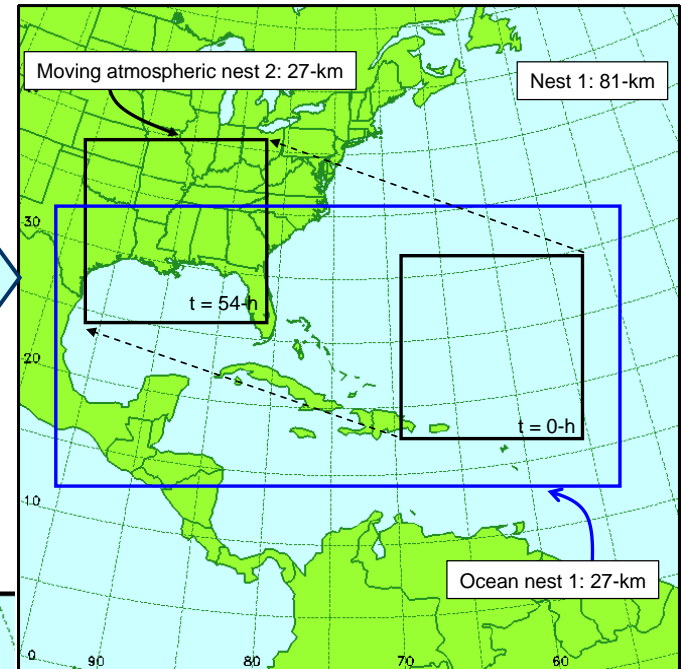 Moving atmospheric nest 2: 27-km
Nest 1: 81-km
30
t = 54-h
20
t = 0-h
10
Ocean nest 1: 27-km
0
90
80
70
60